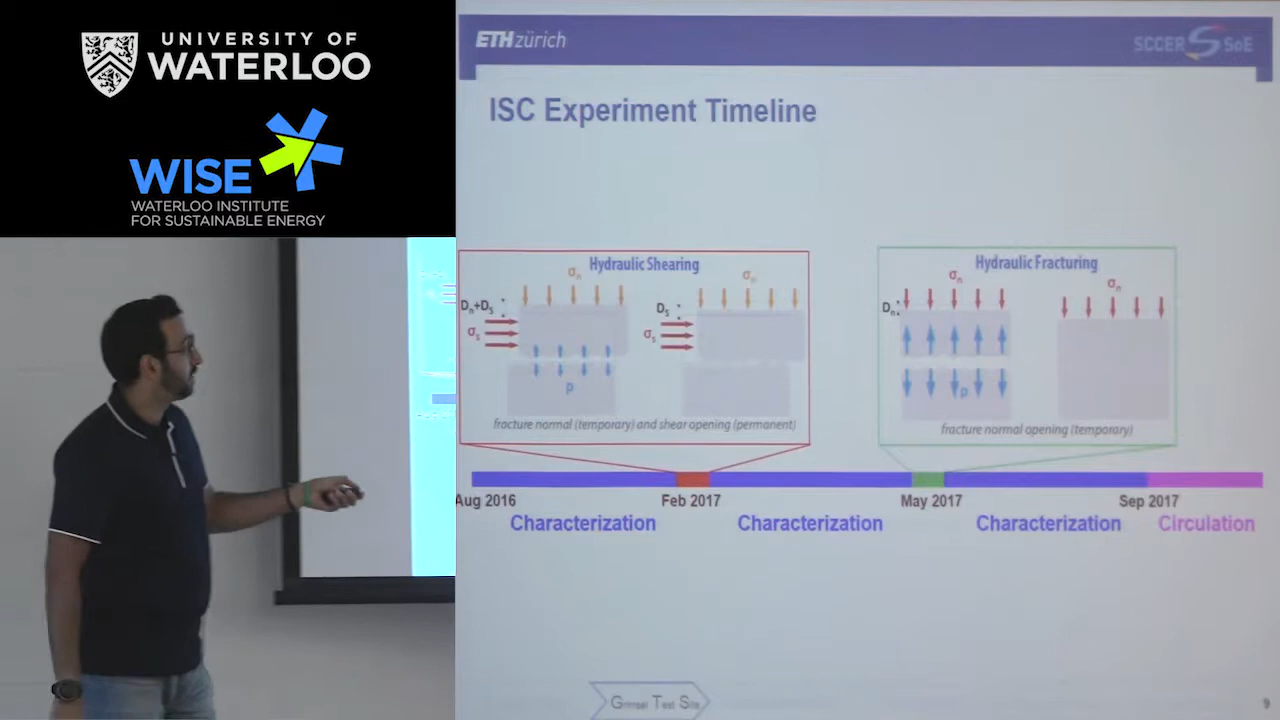 UNIVERSITY OF
WATERLOO
WISE
WATERLOO INSTITUTE
FOR SUSTAINABLE ENERGY
ETH zürich
SCCER SoE
ISC Experiment Timeline
Hydraulic Shearing
σn
σn
Dn+Ds
Ds
σs
σs
p
fracture normal (temporary) and shear opening (permanent)
Hydraulic Fracturing
σn
σn
Dn
p
fracture normal opening (temporary)
Aug 2016
Feb 2017
May 2017
Sep 2017
Characterization
Characterization
Characterization
Circulation
Grimsel Test Site
9